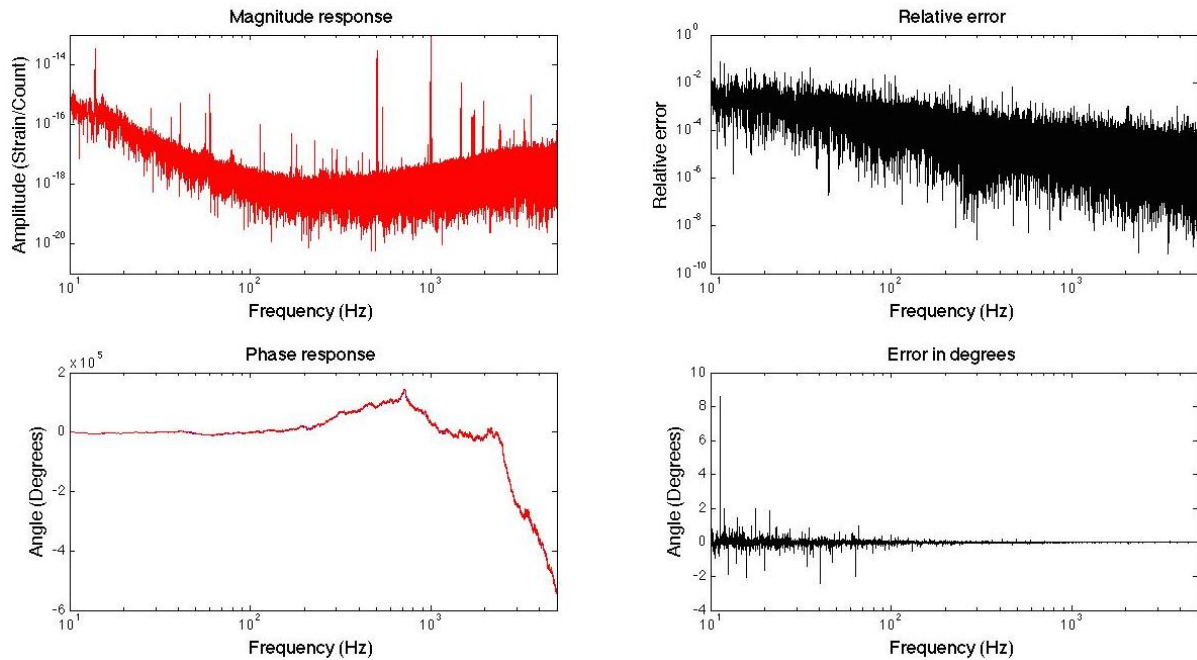 Magnitude response
Amplitude (Strain/Count)
10^-14
10^-16
10^-18
10^-20
10^1
10^2
10^3
Frequency (Hz)
Relative error
Relative error
10^0
10^-2
10^-4
10^-6
10^-8
10^-10
10^1
10^2
10^3
Frequency (Hz)
Phase response
x 10^5
Angle (Degrees)
2
0
-2
-4
-6
10^1
10^2
10^3
Frequency (Hz)
Error in degrees
Angle (Degrees)
10
8
6
4
2
0
-2
-4
10^1
10^2
10^3
Frequency (Hz)